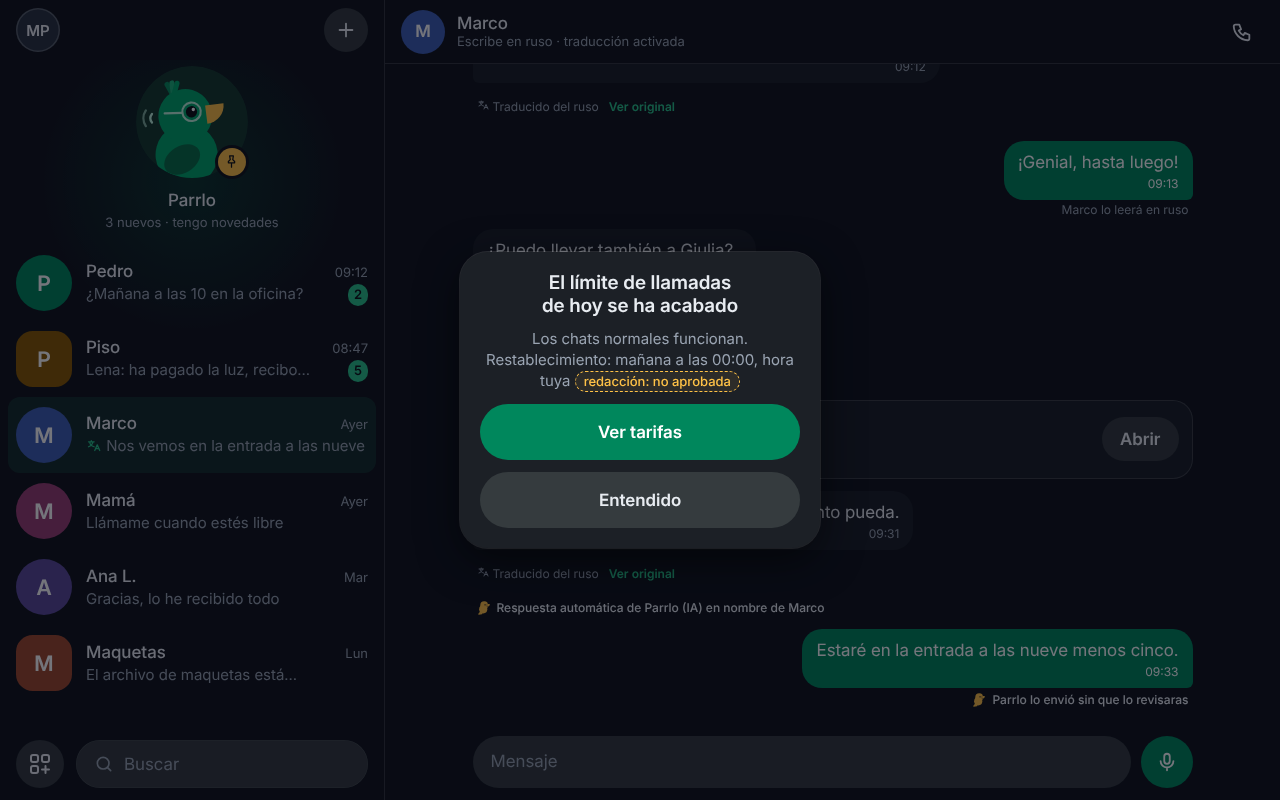 MP
Parrlo
3 nuevos · tengo novedades
P
Pedro
09:12
¿Mañana a las 10 en la oficina?
2
P
Piso
08:47
Lena: ha pagado la luz, recibo...
5
M
Marco
Ayer
Nos vemos en la entrada a las nueve
M
Mamá
Ayer
Llámame cuando estés libre
A
Ana L.
Mar
Gracias, lo he recibido todo
M
Maquetas
Lun
El archivo de maquetas está...
Buscar
M
Marco
Escribe en ruso · traducción activada
09:12
Traducido del ruso Ver original
¡Genial, hasta luego!
09:13
Marco lo leerá en ruso
¿Puedo llevar también a Giulia?
El límite de llamadas
de hoy se ha acabado
Los chats normales funcionan.
Restablecimiento: mañana a las 00:00, hora
tuya redacción: no aprobada
Ver tarifas
Entendido
Abrir
pueda.
09:31
Traducido del ruso Ver original
Respuesta automática de Parrlo (IA) en nombre de Marco
Estaré en la entrada a las nueve menos cinco.
09:33
Parrlo lo envió sin que lo revisaras
Mensaje